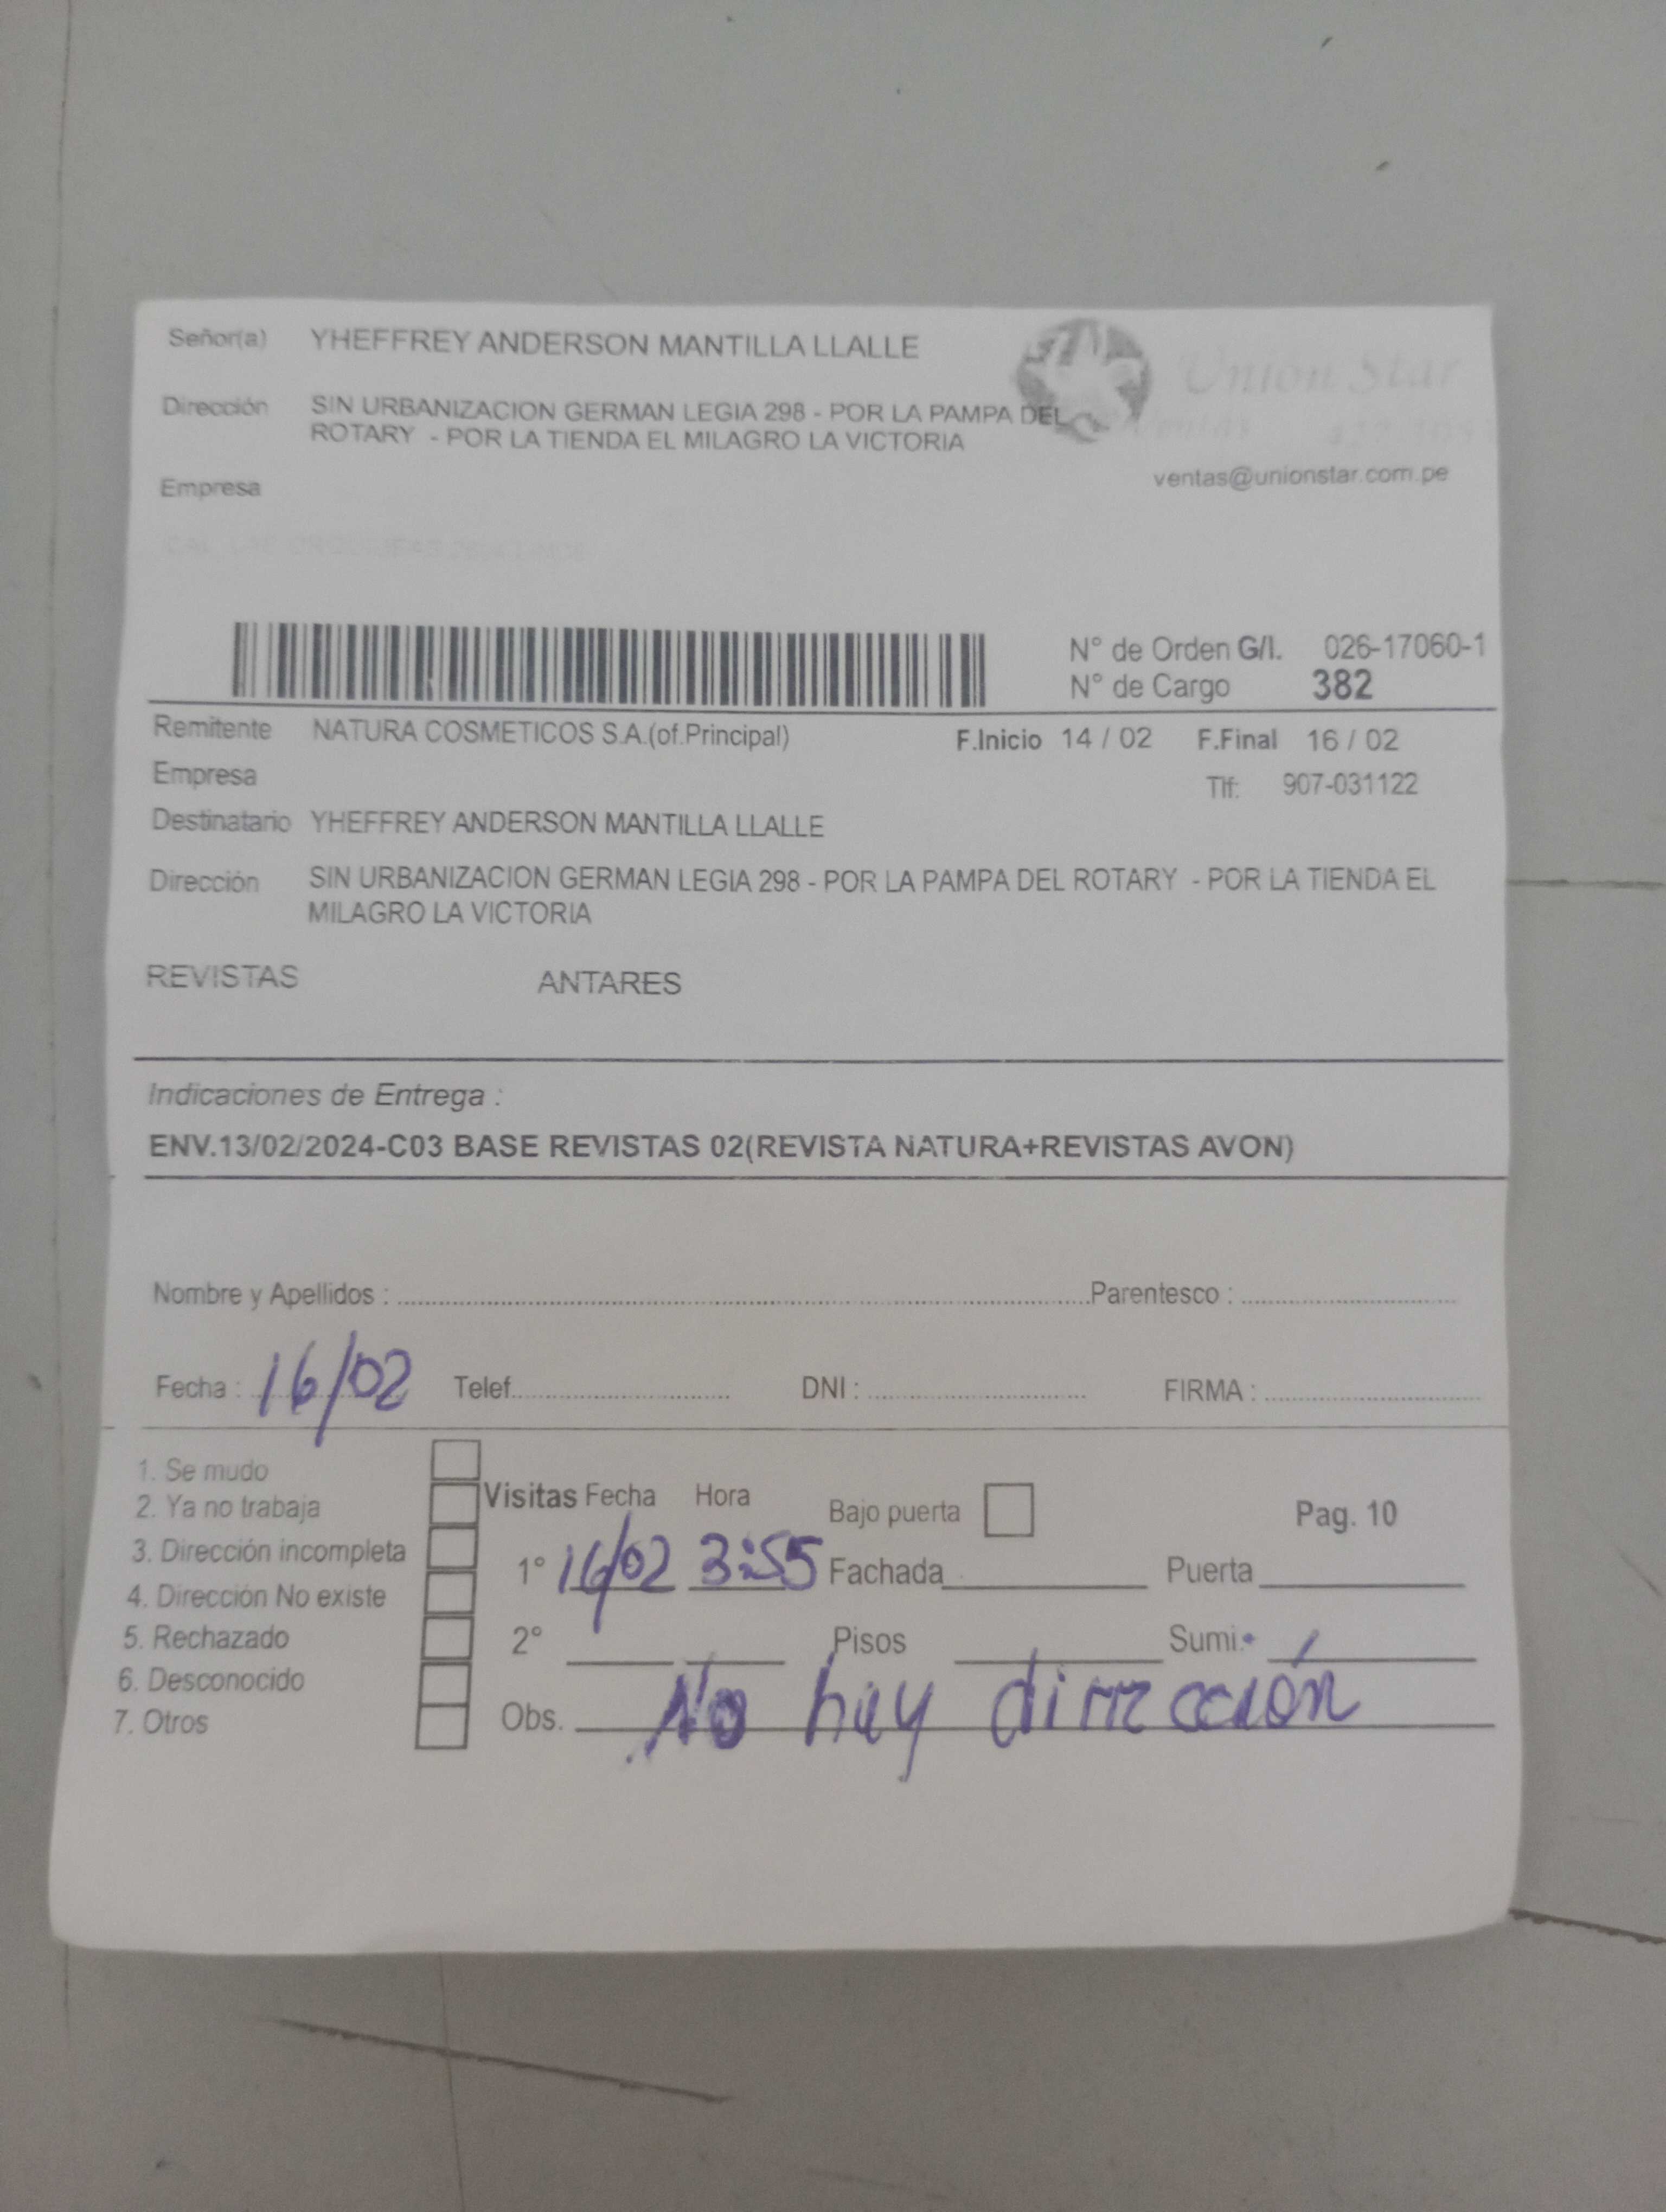 Señor(a) YHEFFREY ANDERSON MANTILLA LLALLE
Union Star
Dirección SIN URBANIZACION GERMAN LEGIA 298 - POR LA PAMPA DEL
ROTARY - POR LA TIENDA EL MILAGRO LA VICTORIA
ventas@unionstar.com.pe
Empresa
N° de Orden G/I. 026-17060-1
N° de Cargo 382
Remitente NATURA COSMETICOS S.A.(of.Principal) F.Inicio 14 / 02 F.Final 16 / 02
Empresa Tlf: 907-031122
Destinatario YHEFFREY ANDERSON MANTILLA LLALLE
Dirección SIN URBANIZACION GERMAN LEGIA 298 - POR LA PAMPA DEL ROTARY - POR LA TIENDA EL
MILAGRO LA VICTORIA
REVISTAS ANTARES
Indicaciones de Entrega :
ENV.13/02/2024-C03 BASE REVISTAS 02(REVISTA NATURA+REVISTAS AVON)
Nombre y Apellidos : Parentesco :
Fecha : 16/02 Telef. DNI : FIRMA :
1. Se mudo
2. Ya no trabaja Visitas Fecha Hora Bajo puerta Pag. 10
3. Dirección incompleta 1° 16/02 3:55 Fachada Puerta
4. Dirección No existe
5. Rechazado 2° Pisos Sumi.
6. Desconocido
7. Otros Obs. No hay dirrección